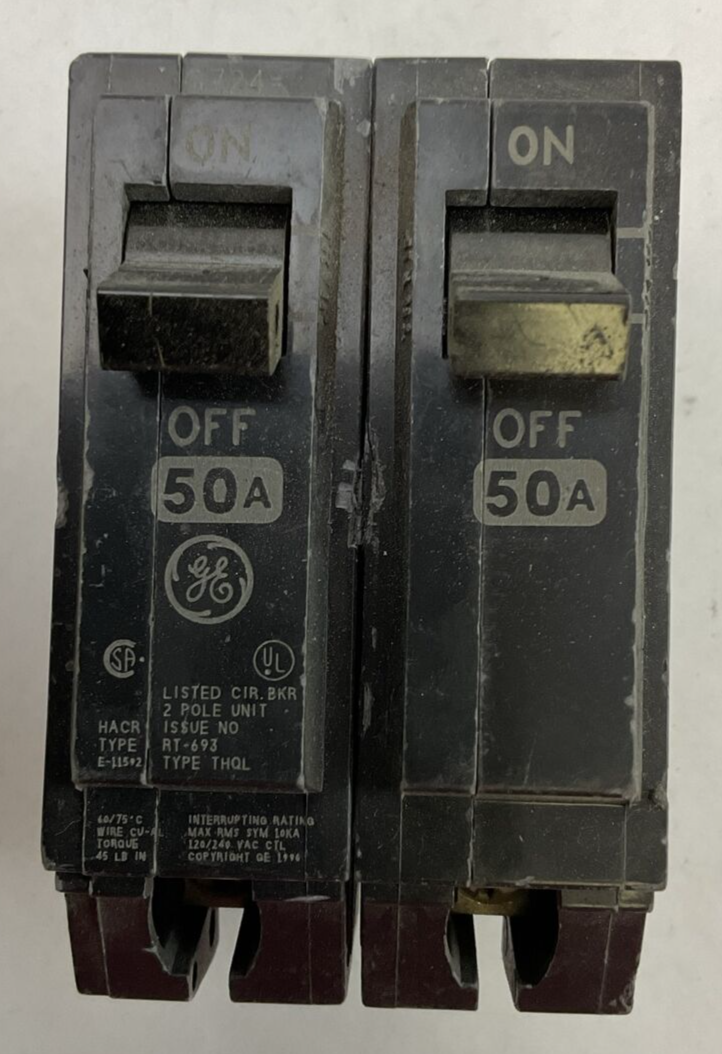 ON
ON
OFF
OFF
50A
50A
GE
SA
UL
LISTED CIR. BKR
2 POLE UNIT
HACR ISSUE NO
TYPE RT-693
E-11592 TYPE THQL
60/75°C
WIRE CU-AL
TORQUE
45 LB IN
INTERRUPTING RATING
MAX RMS SYM 10KA
120/240 VAC CTL
COPYRIGHT GE 1996